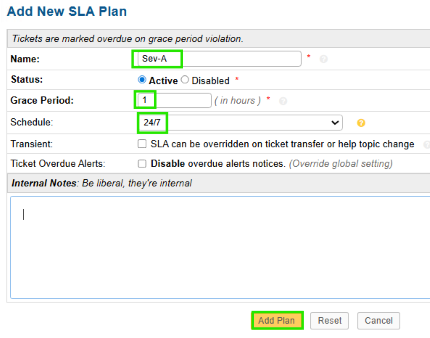 Add New SLA Plan
Tickets are marked overdue on grace period violation.
Name: Sev-A *
Status: Active Disabled *
Grace Period: 1 ( in hours ) *
Schedule: 24/7
Transient: SLA can be overridden on ticket transfer or help topic change
Ticket Overdue Alerts: Disable overdue alerts notices. (Override global setting)
Internal Notes: Be liberal, they're internal
Add Plan Reset Cancel